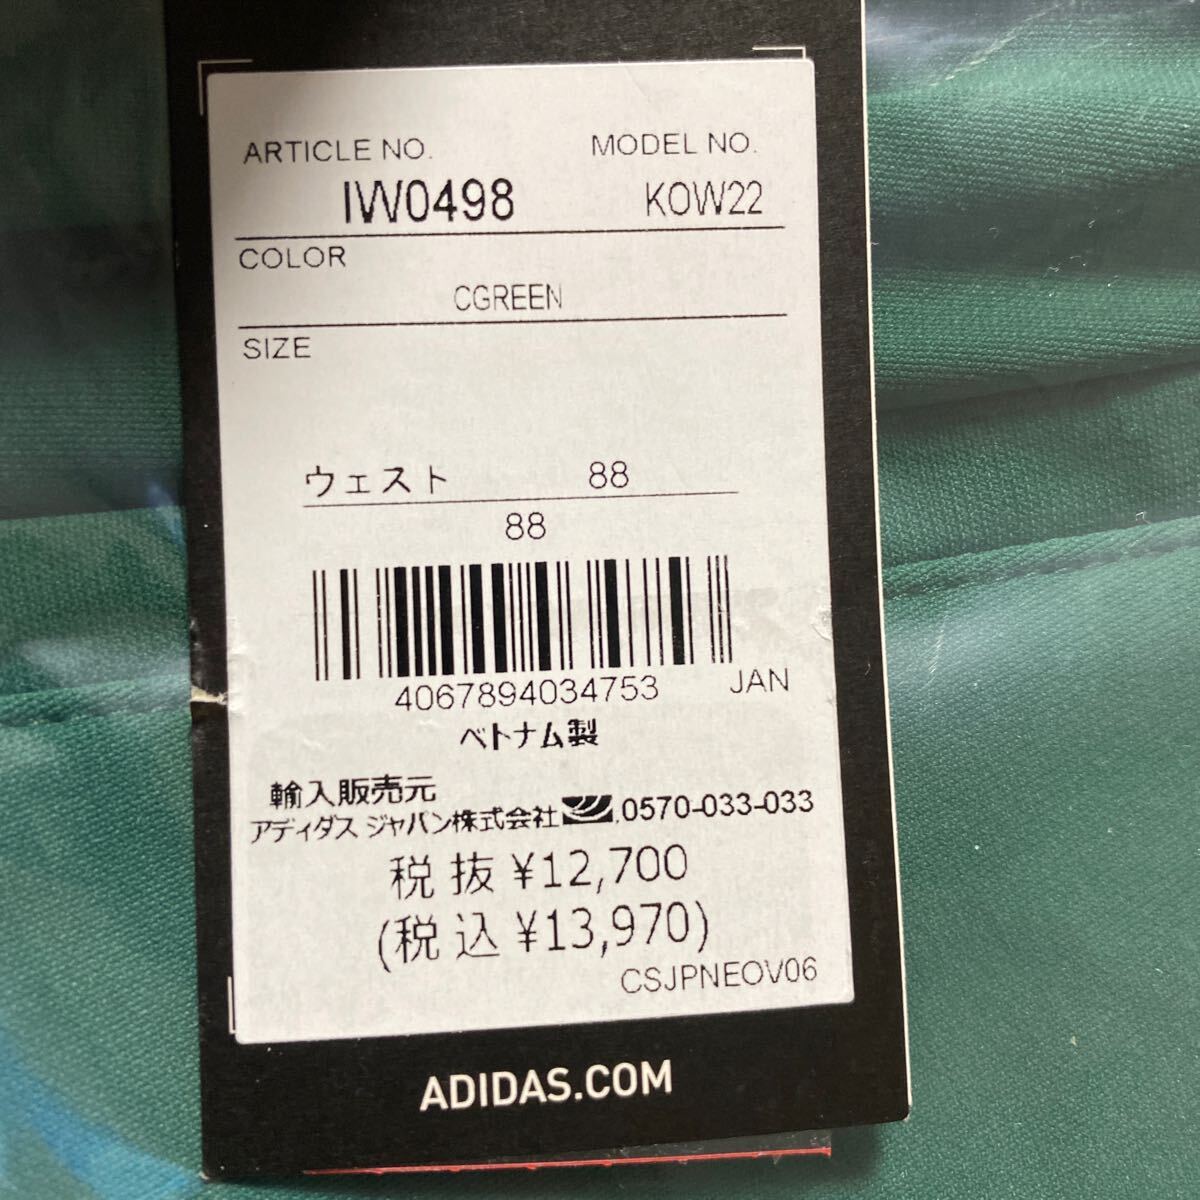 ARTICLE NO. MODEL NO.
IW0498 KOW22
COLOR
CGREEN
SIZE
ウェスト 88
88
4067894034753 JAN
ベトナム製
輸入販売元
アディダス ジャパン株式会社 0570-033-033
税抜 ¥12,700
(税込 ¥13,970)
CSJPNEOV06
ADIDAS.COM